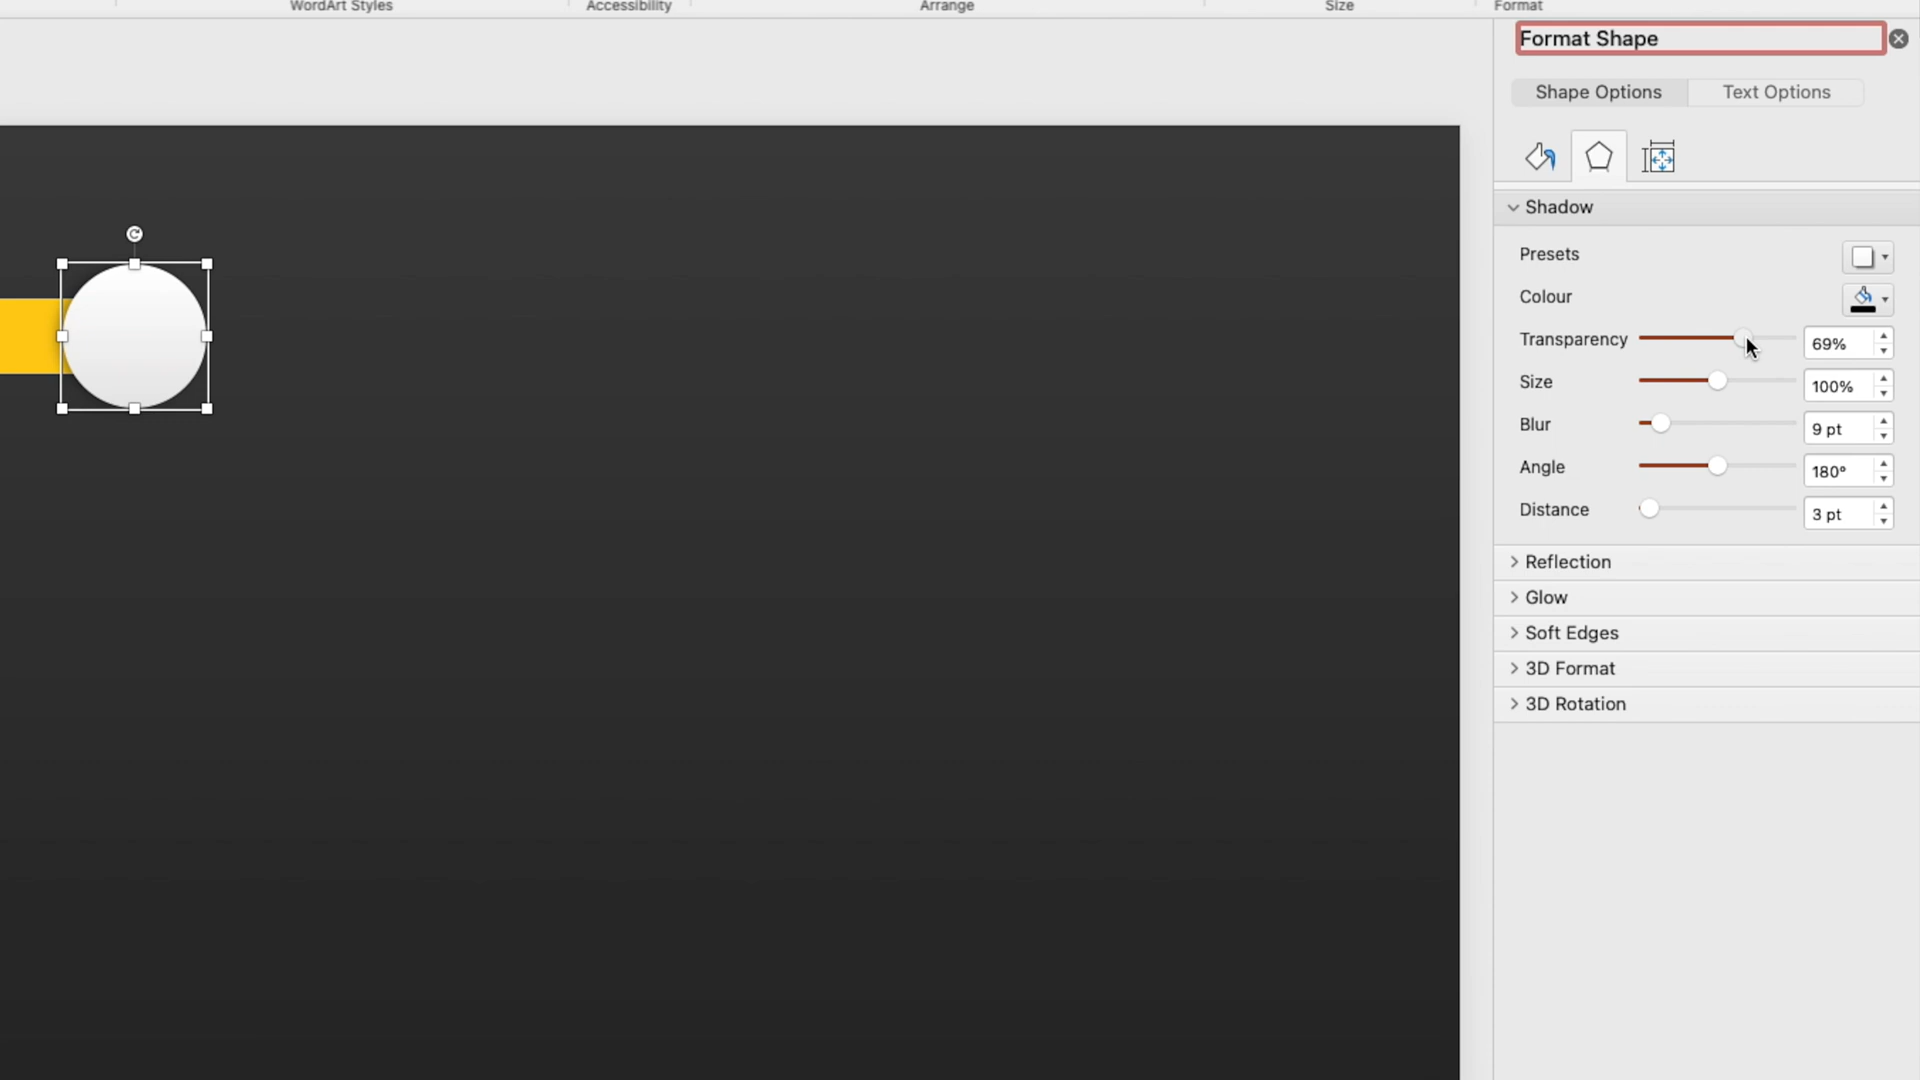 WordArt Styles
Accessibility
Arrange
Size
Format
Format Shape
Shape Options
Text Options
Shadow
Presets
Colour
Transparency
69%
Size
100%
Blur
9 pt
Angle
180°
Distance
3 pt
Reflection
Glow
Soft Edges
3D Format
3D Rotation